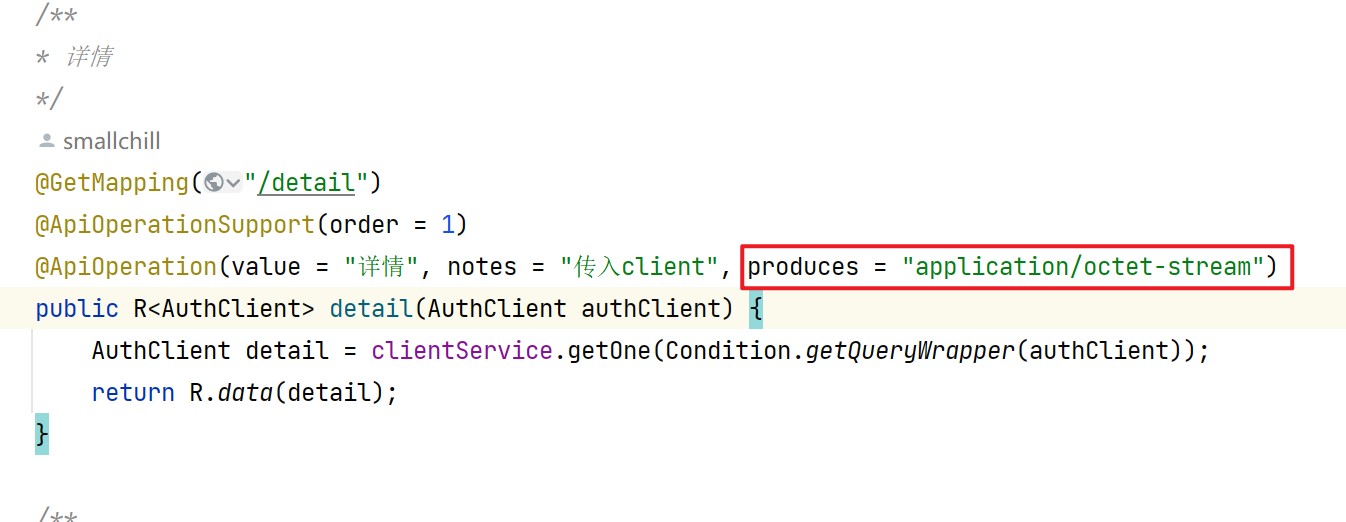 /**
* 详情
*/
smallchill
@GetMapping("/detail")
@ApiOperationSupport(order = 1)
@ApiOperation(value = "详情", notes = "传入client", produces = "application/octet-stream")
public R<AuthClient> detail(AuthClient authClient) {
AuthClient detail = clientService.getOne(Condition.getQueryWrapper(authClient));
return R.data(detail);
}
/**